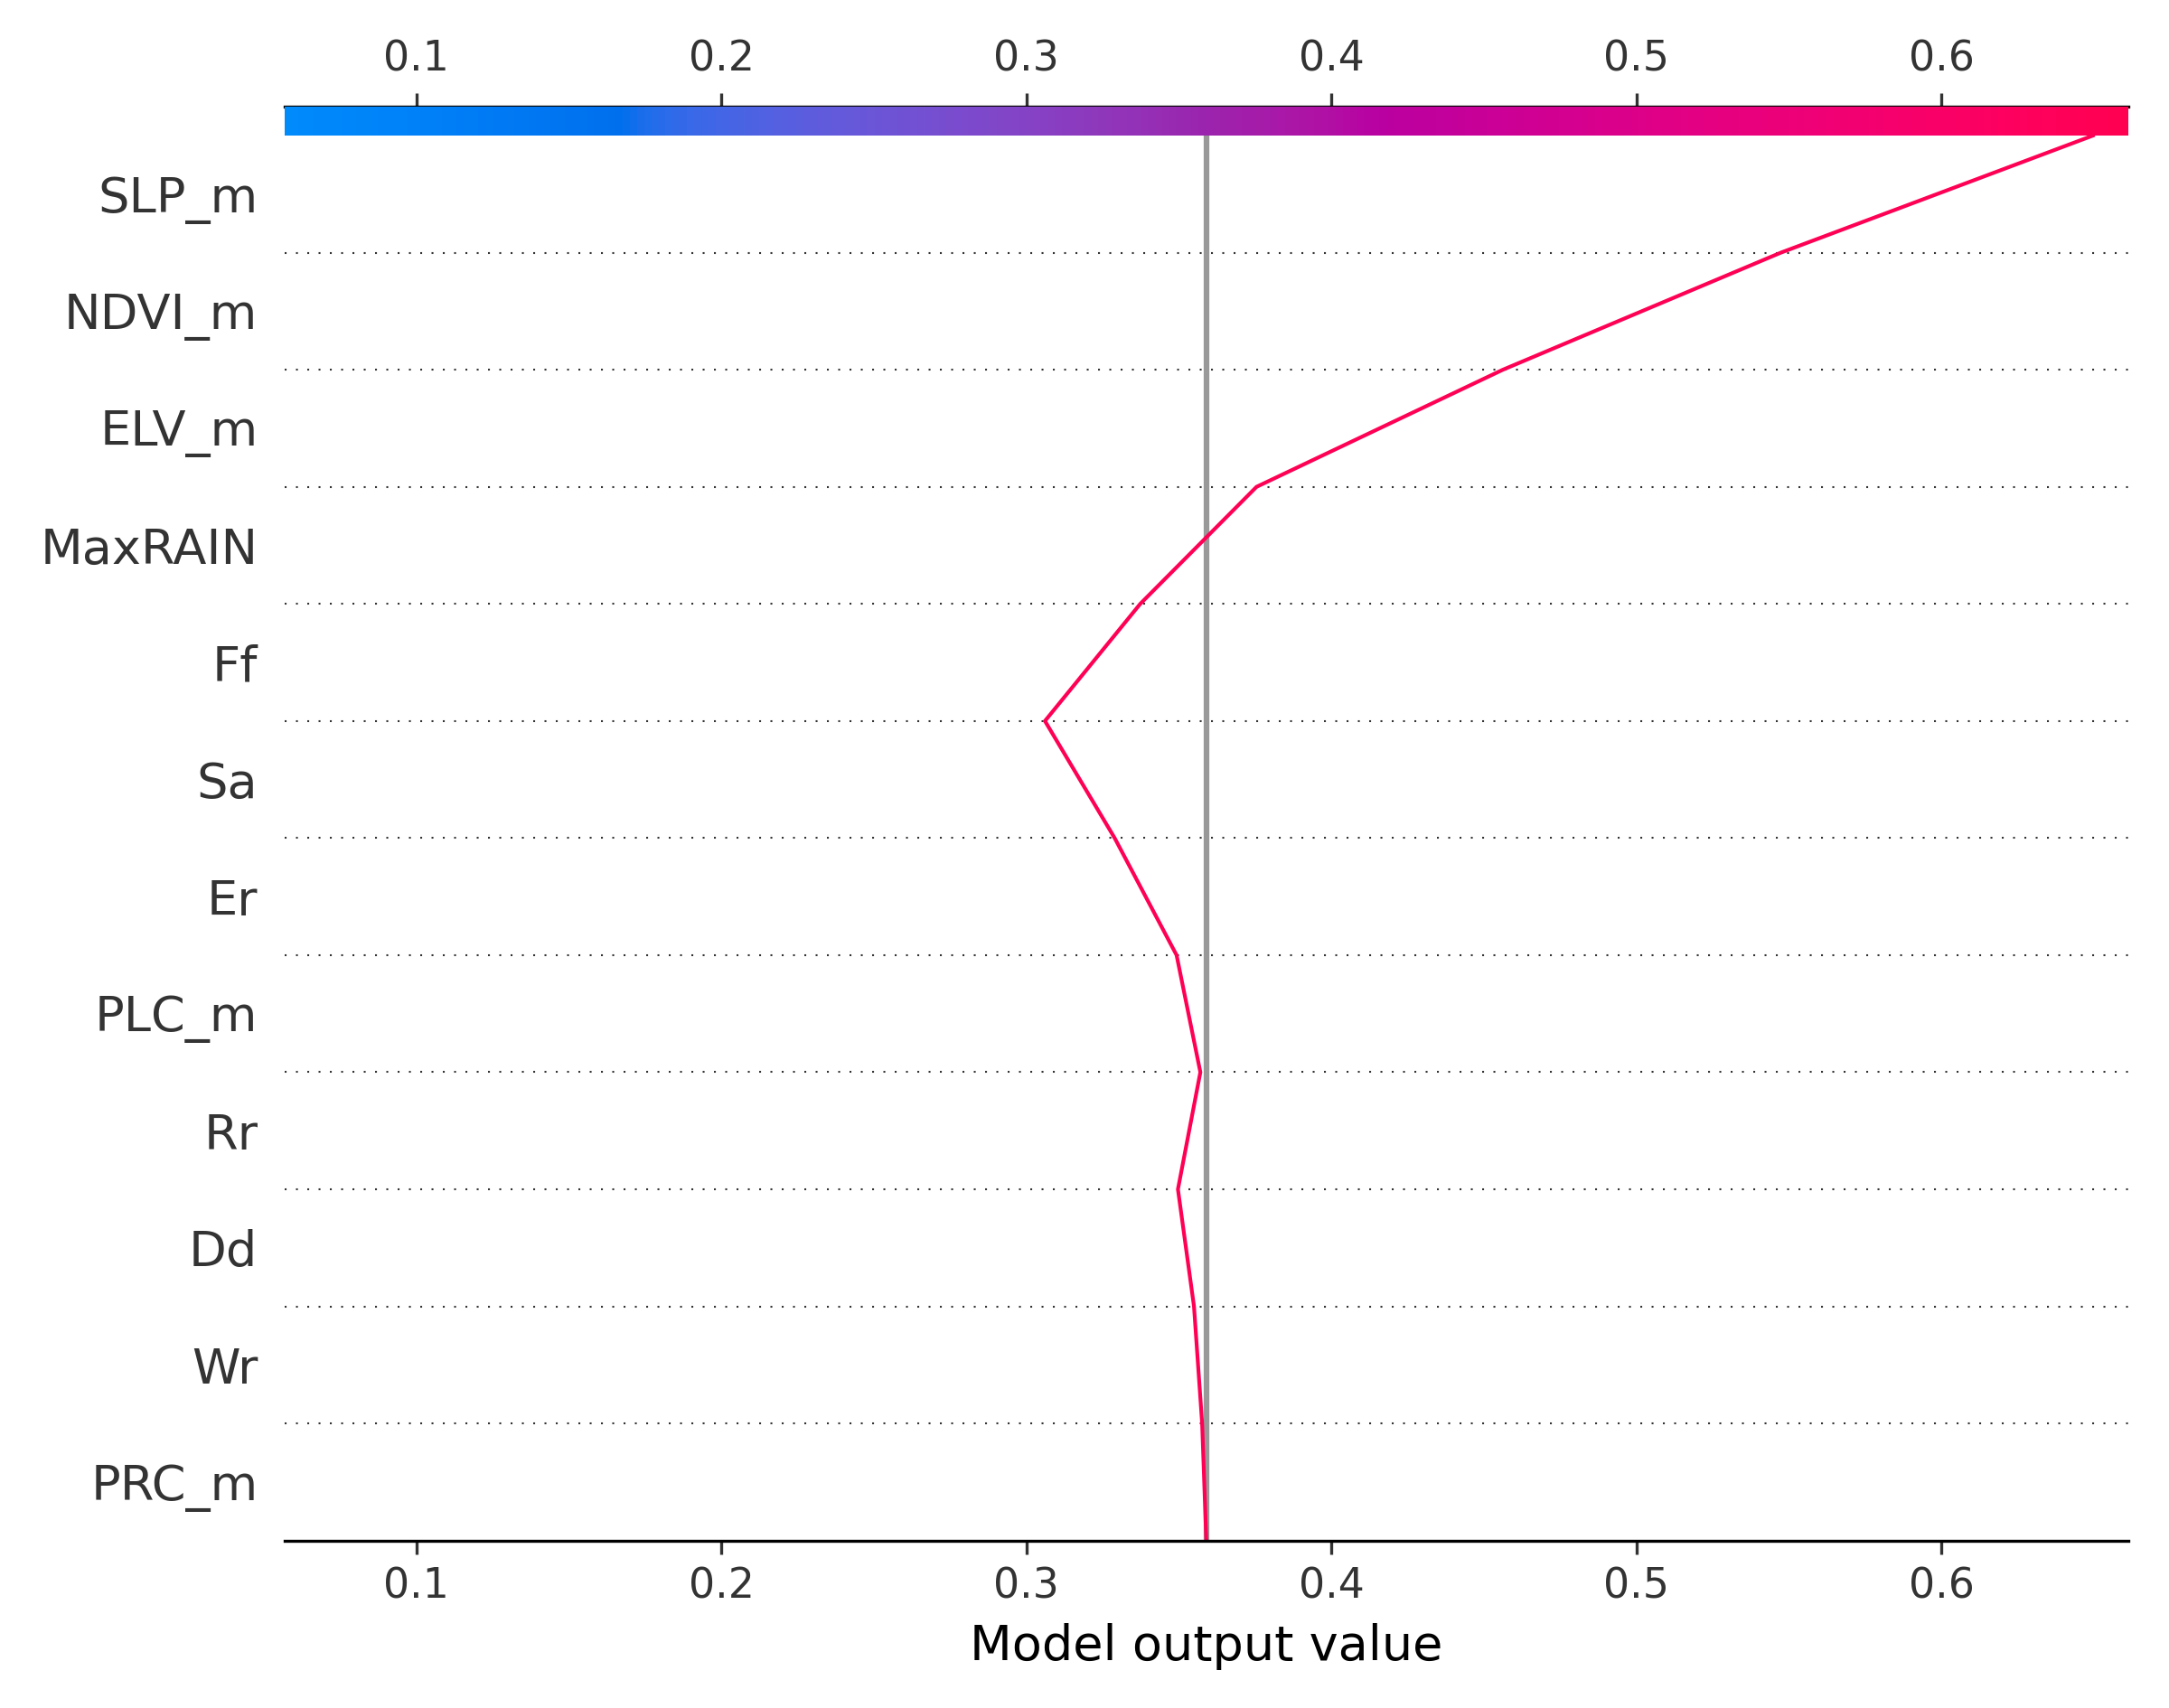 0.1 0.2 0.3 0.4 0.5 0.6
SLP_m
NDVI_m
ELV_m
MaxRAIN
Ff
Sa
Er
PLC_m
Rr
Dd
Wr
PRC_m
0.1 0.2 0.3 0.4 0.5 0.6
Model output value